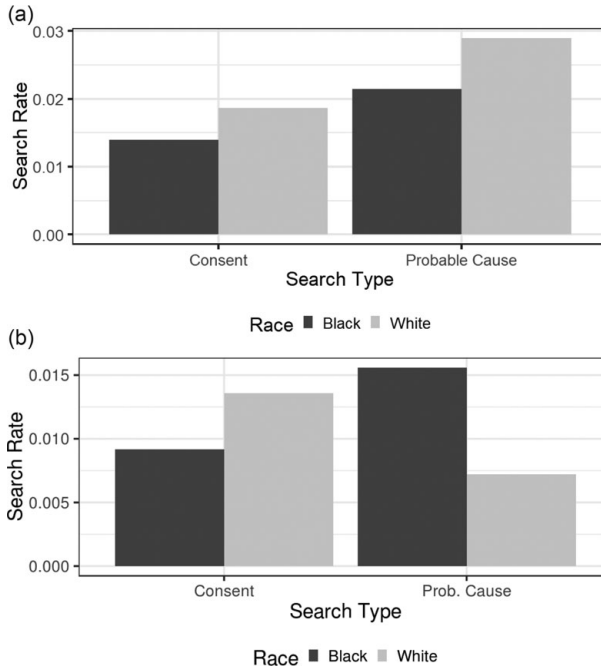 (a)
0.03
0.02
0.01
0.00
Search Rate
Consent Probable Cause
Search Type
Race Black White
(b)
0.015
0.010
0.005
0.000
Search Rate
Consent Prob. Cause
Search Type
Race Black White